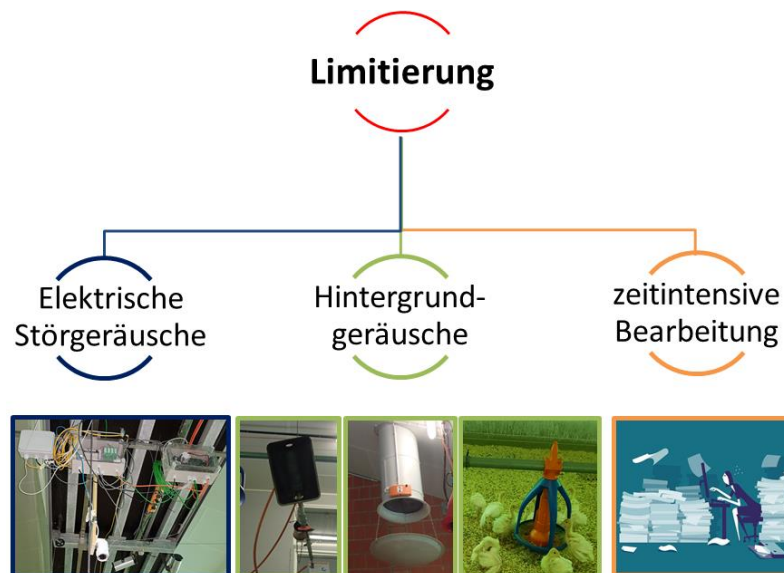 Limitierung
Elektrische
Störgeräusche
Hintergrund-
geräusche
zeitintensive
Bearbeitung